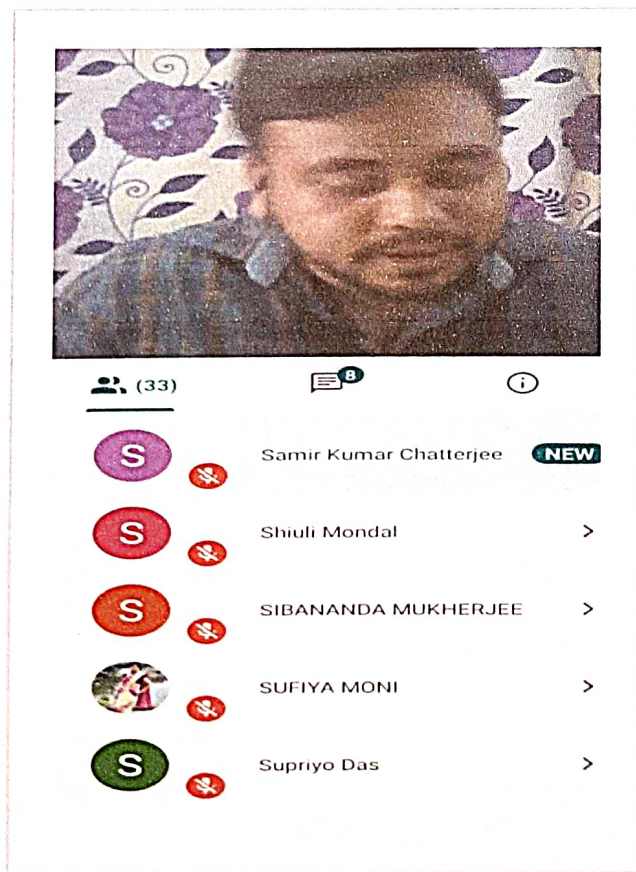 (33)
8
S
Samir Kumar Chatterjee
NEW
S
Shiuli Mondal
S
SIBANANDA MUKHERJEE
SUFIYA MONI
S
Supriyo Das